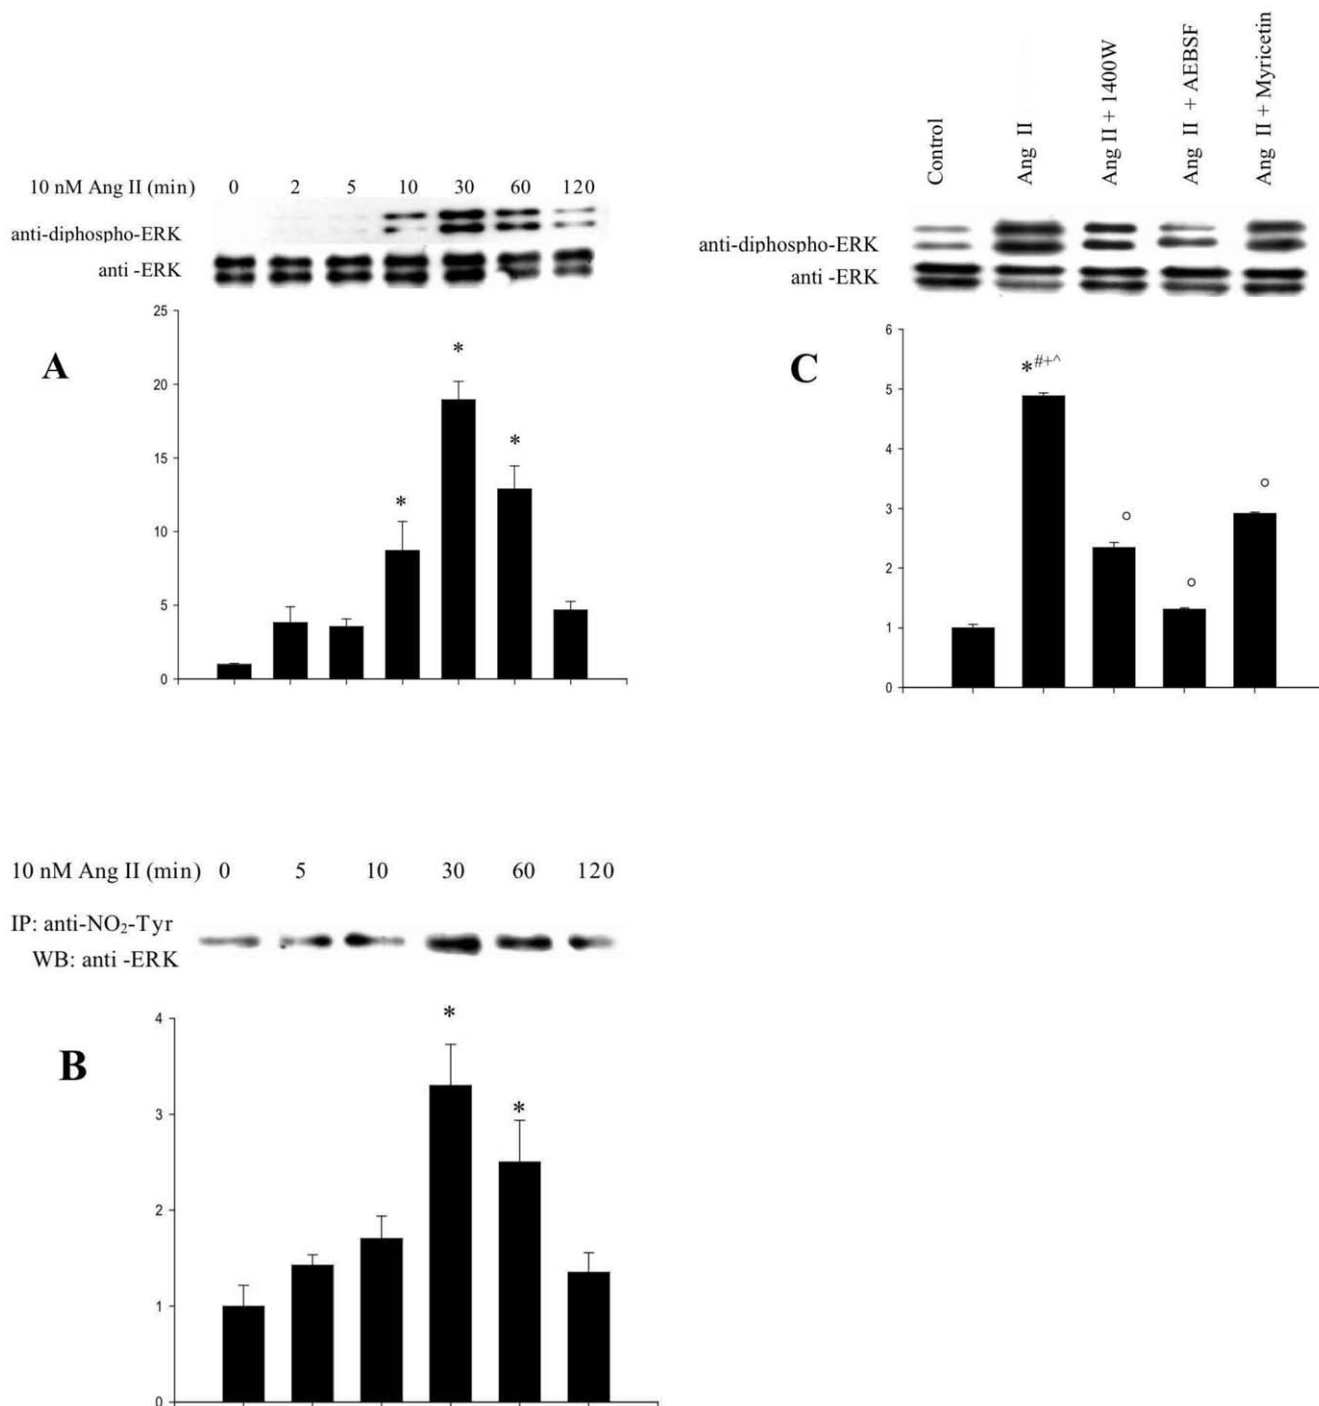 10 nM Ang II (min) 0 2 5 10 30 60 120
anti-diphospho-ERK
anti -ERK
A
25
20
15
10
5
0
*
*
*
Control
Ang II
Ang II + 1400W
Ang II + AEBSF
Ang II + Myricetin
anti-diphospho-ERK
anti -ERK
C
6
5
4
3
2
1
0
*#+^
°
°
°
10 nM Ang II (min) 0 5 10 30 60 120
IP: anti-NO₂-Tyr
WB: anti -ERK
B
4
3
2
1
0
*
*